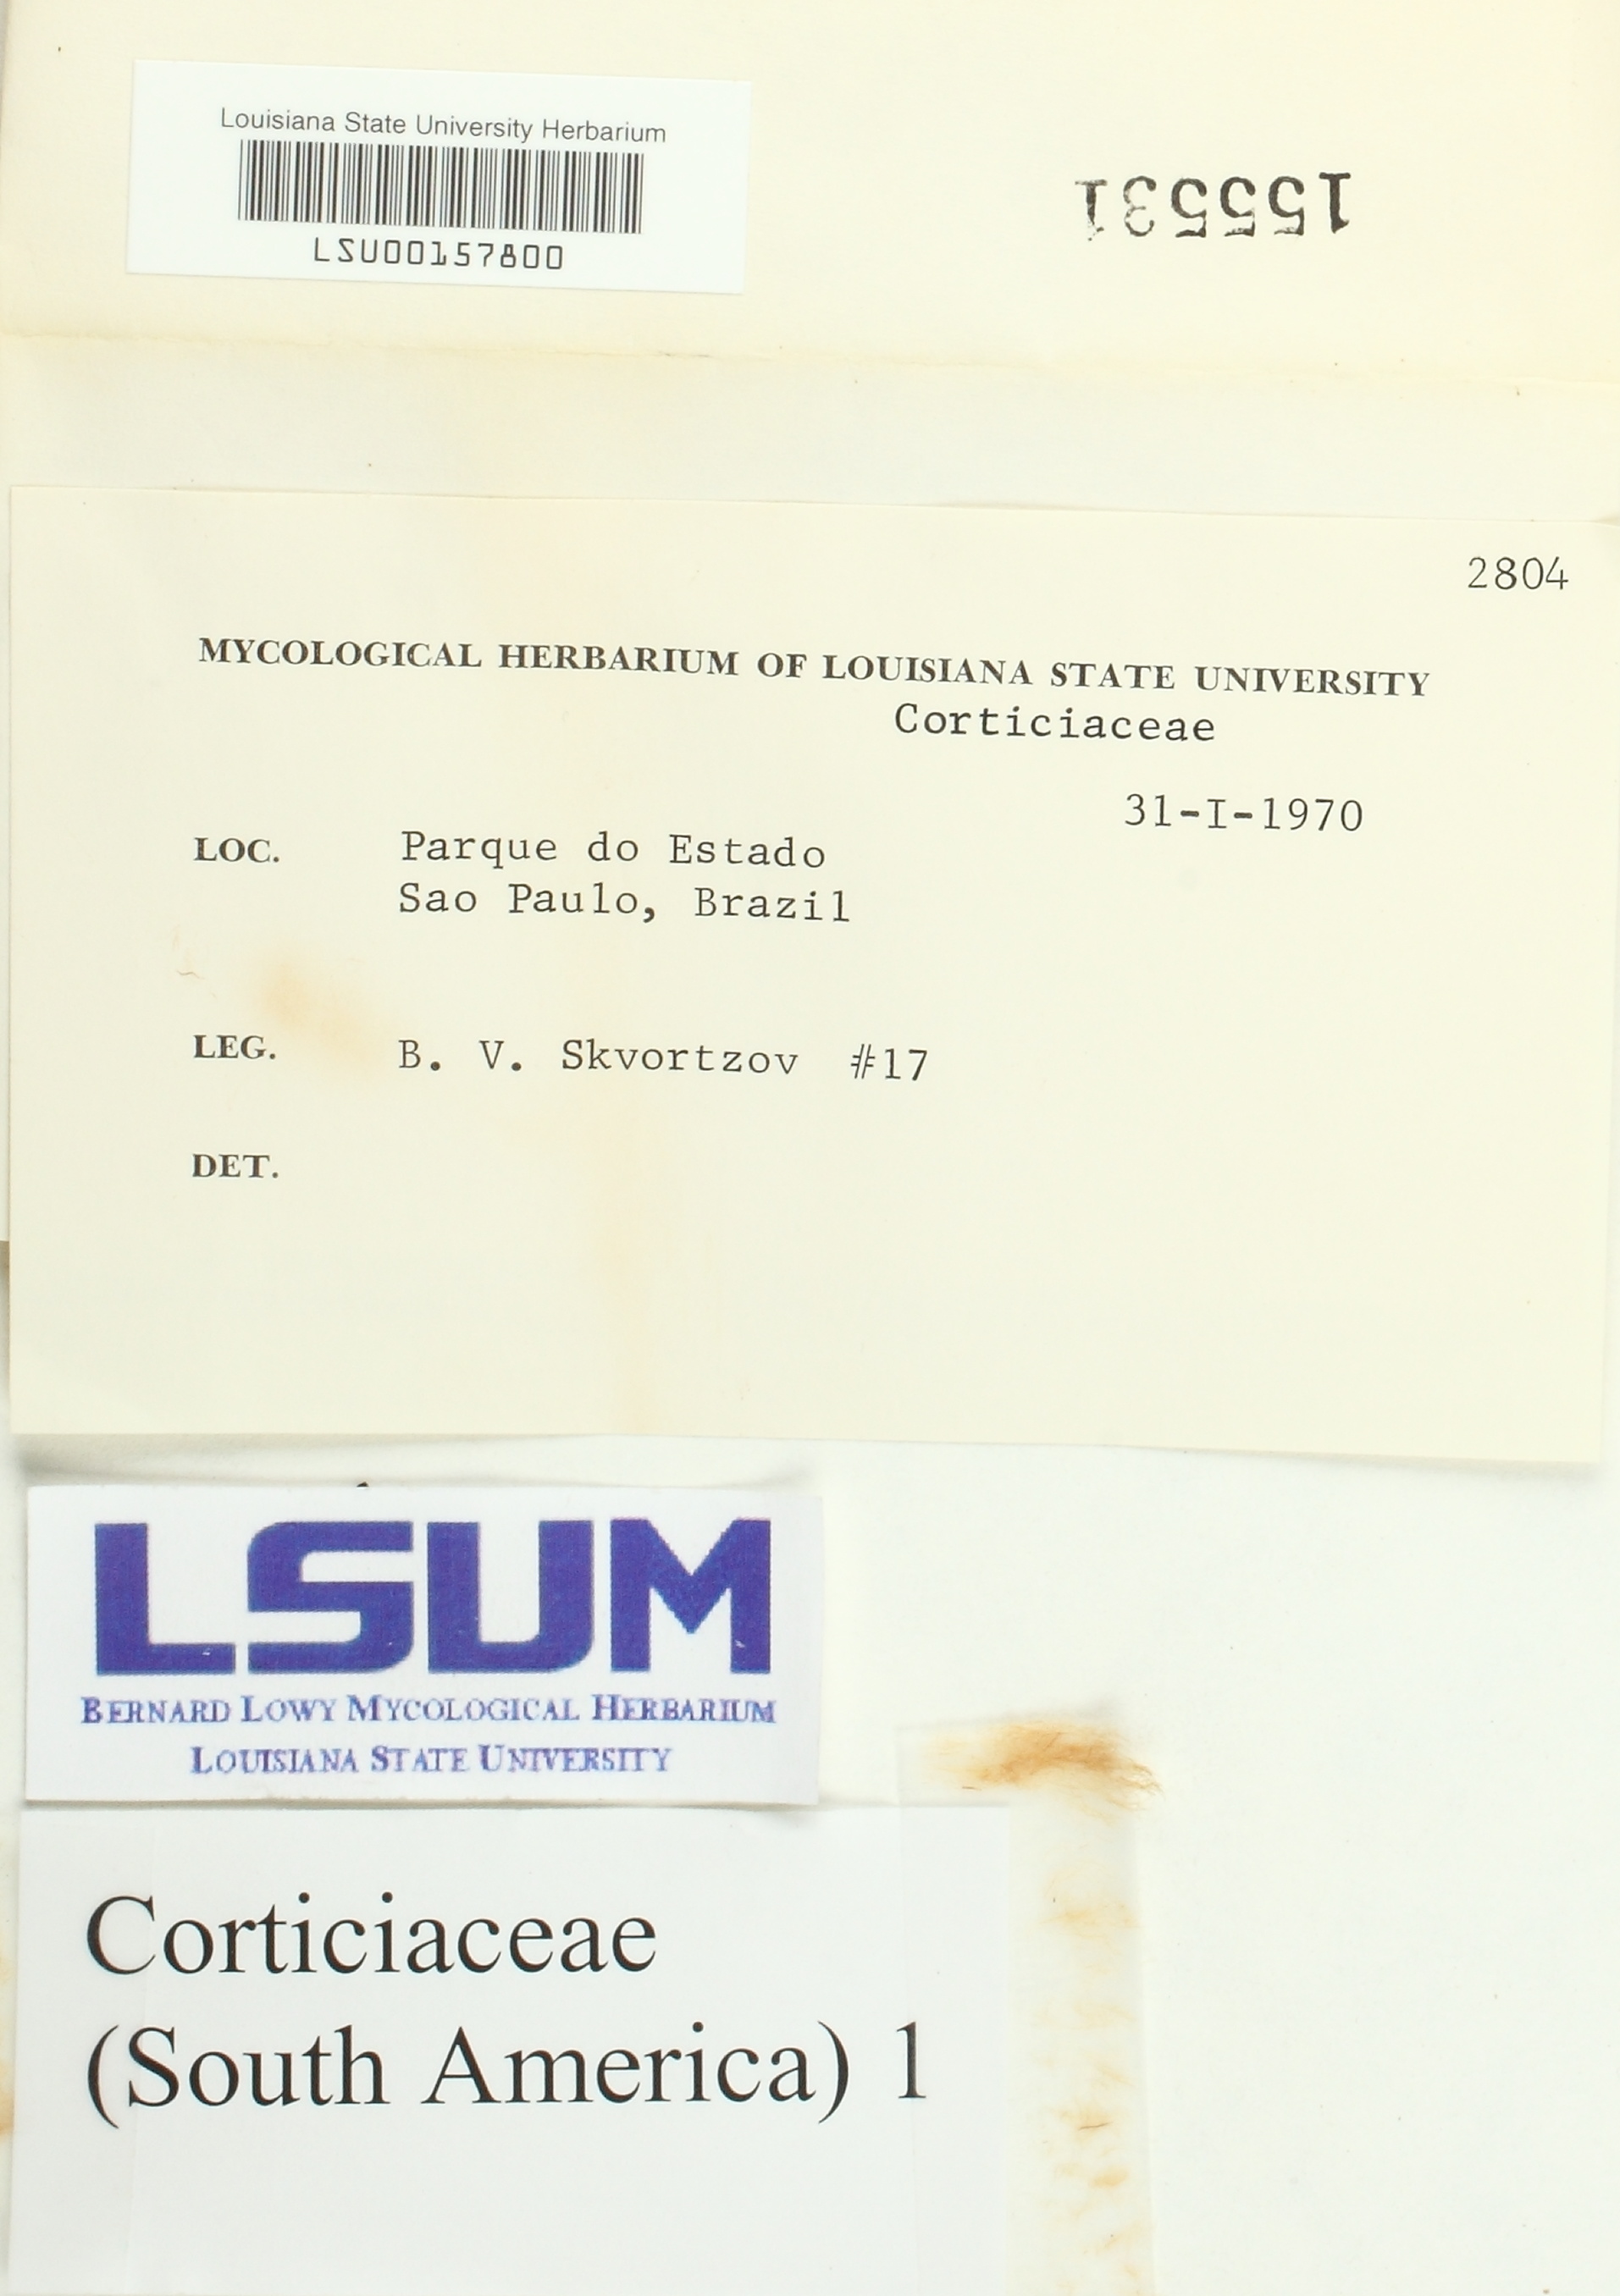 Louisiana State University Herbarium
LSU00157800
155531
2804
MYCOLOGICAL HERBARIUM OF LOUISIANA STATE UNIVERSITY
Corticiaceae
31-I-1970
LOC. Parque do Estado
Sao Paulo, Brazil
LEG. B. V. Skvortzov #17
DET.
LSUM
BERNARD LOWY MYCOLOGICAL HERBARIUM
LOUISIANA STATE UNIVERSITY
Corticiaceae
(South America) 1